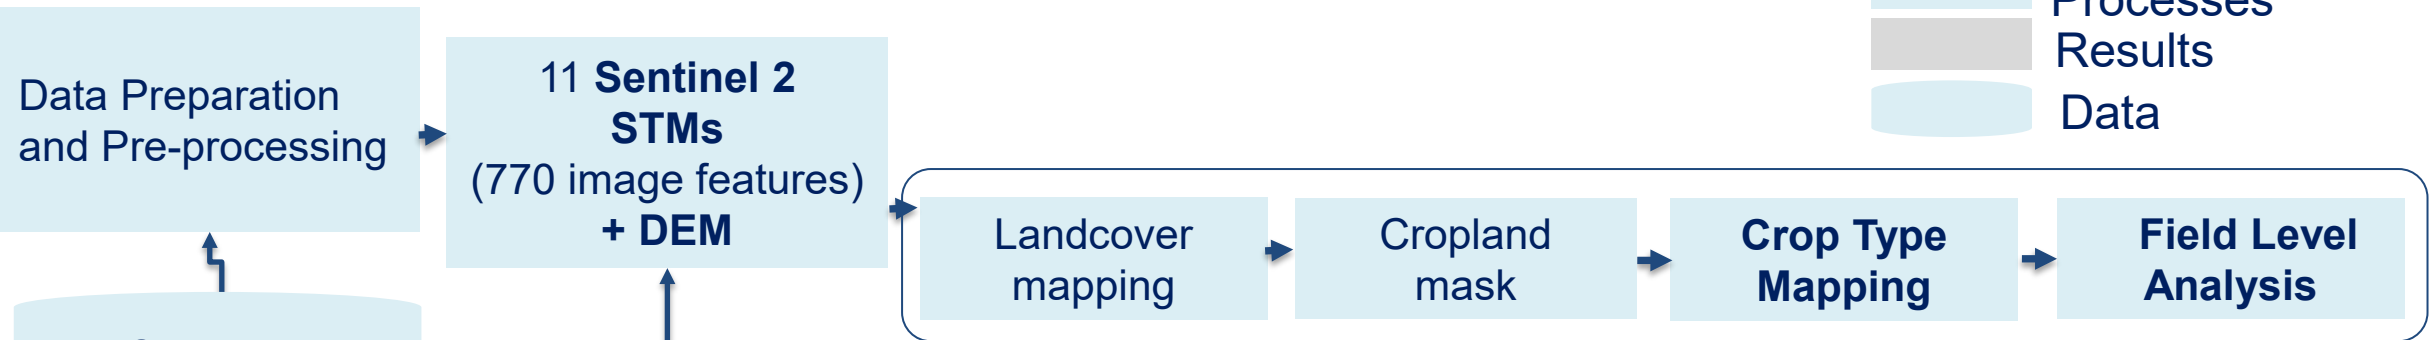 Data Preparation
and Pre-processing
11 Sentinel 2
STMs
(770 image features)
+ DEM
Landcover
mapping
Cropland
mask
Crop Type
Mapping
Field Level
Analysis
Processes
Results
Data